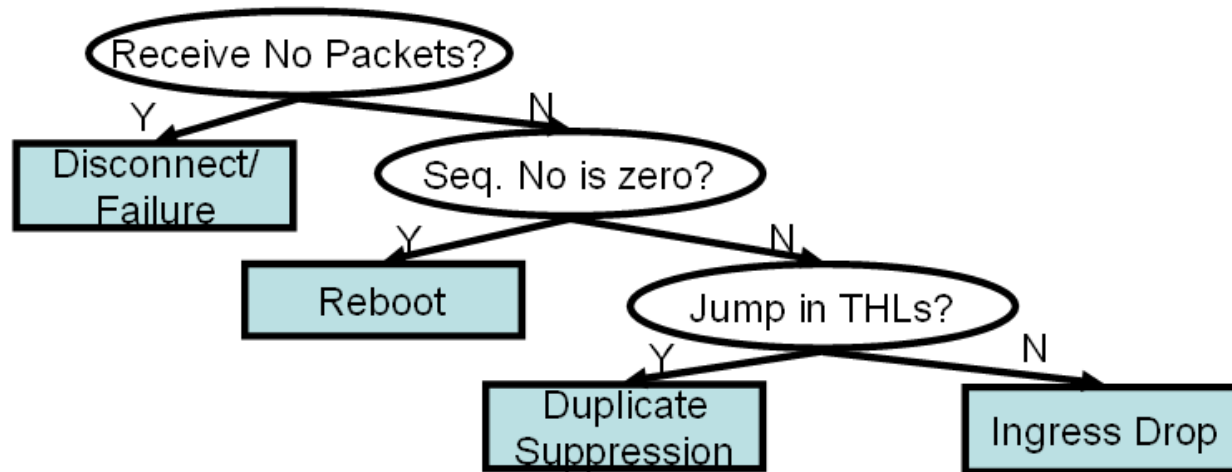 Receive No Packets?
Y
N
Disconnect/
Failure
Seq. No is zero?
Y
N
Reboot
Jump in THLs?
Y
N
Duplicate
Suppression
Ingress Drop